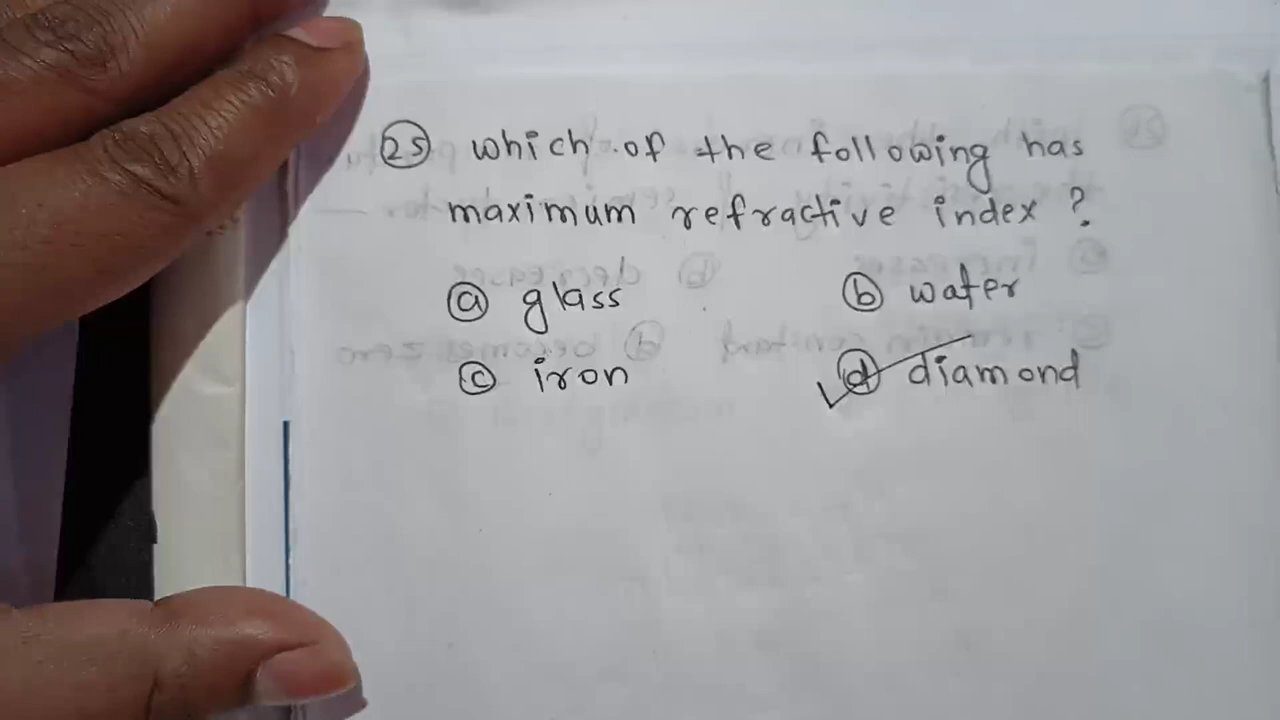 25 which of the following has
maximum refractive index ?
a glass b water
c iron d diamond